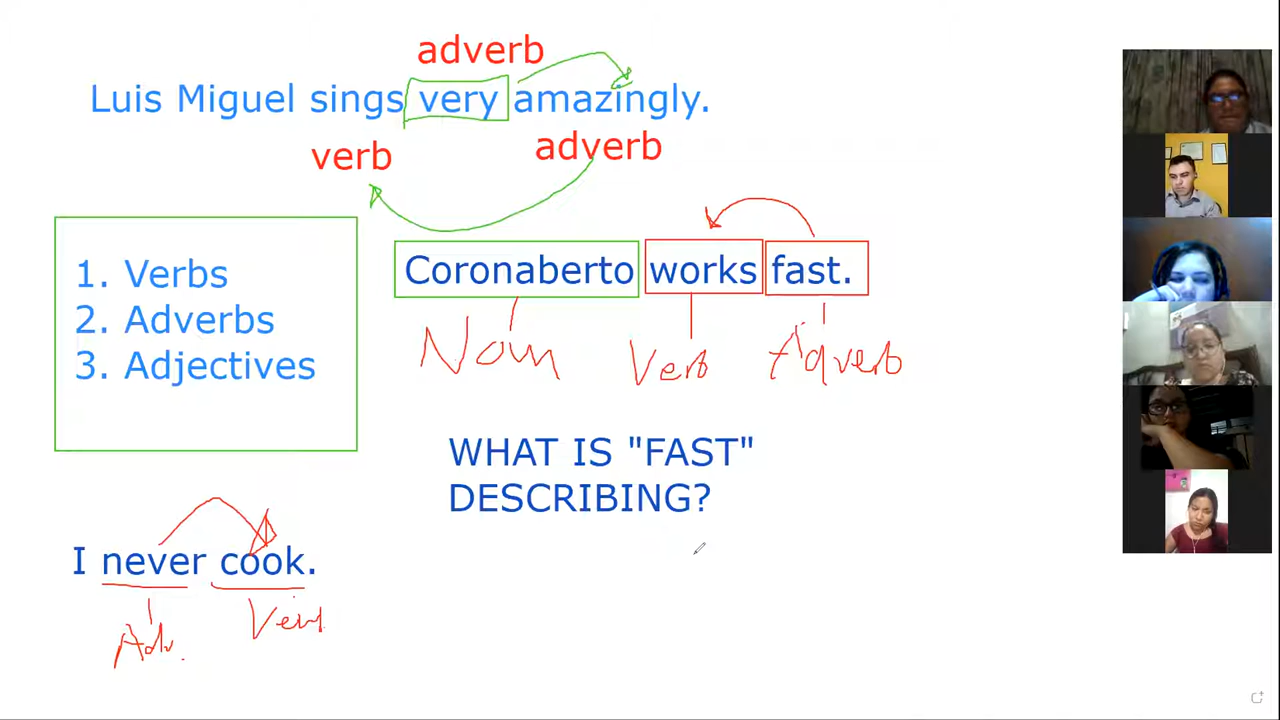 adverb
Luis Miguel sings very amazingly.
verb
adverb
1. Verbs
2. Adverbs
3. Adjectives
Coronaberto works fast.
Noun Verb Adverb
WHAT IS "FAST"
DESCRIBING?
I never cook.
Adv. Verb